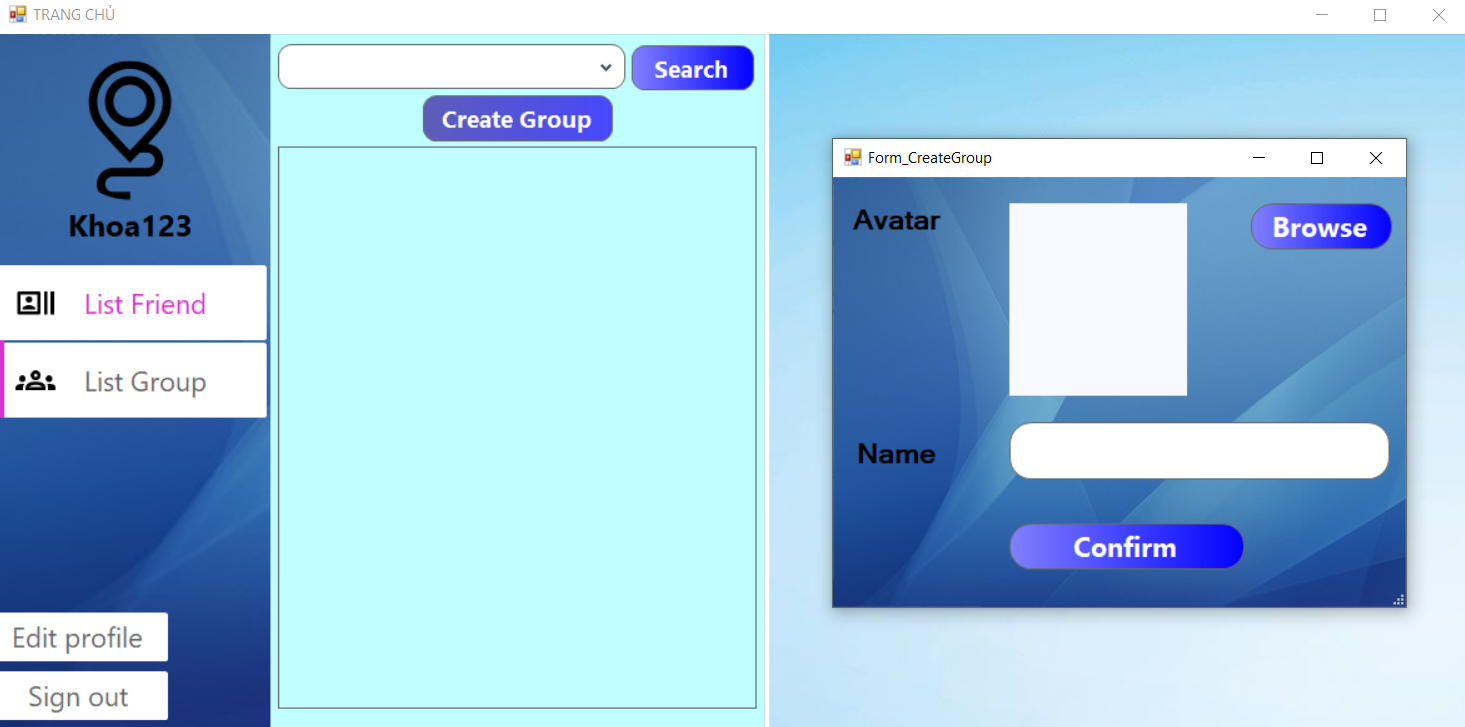 TRANG CHỦ
Khoa123
List Friend
List Group
Edit profile
Sign out
Search
Create Group
Form_CreateGroup
Avatar
Browse
Name
Confirm